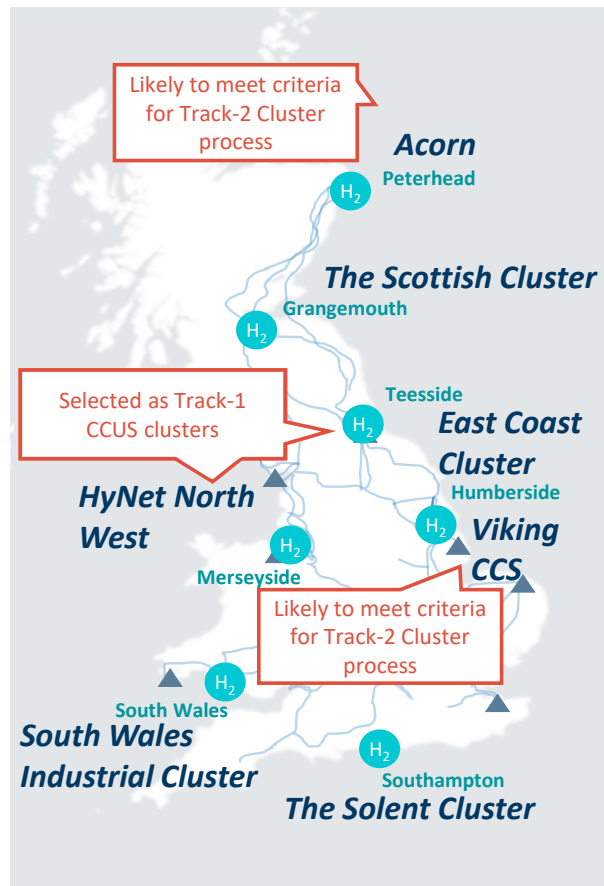 Likely to meet criteria
for Track-2 Cluster
process
Acorn
Peterhead
H₂
The Scottish Cluster
Grangemouth
H₂
Selected as Track-1
CCUS clusters
Teesside
H₂
East Coast
Cluster
HyNet North
West
Humberside
H₂
Viking
CCS
H₂
Merseyside
Likely to meet criteria
for Track-2 Cluster
process
H₂
South Wales
South Wales
Industrial Cluster
H₂
Southampton
The Solent Cluster